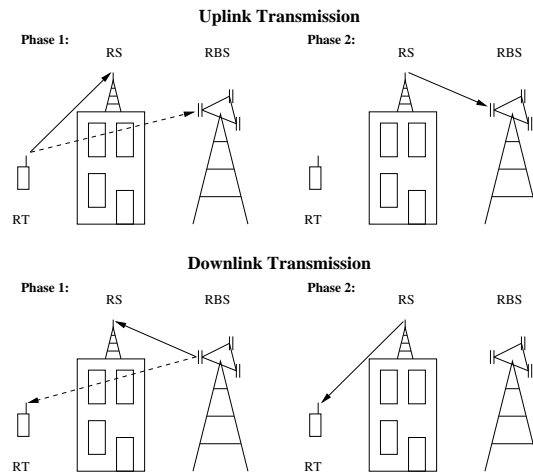 Uplink Transmission
Phase 1:
RS
RBS
RT
Phase 2:
RS
RBS
RT
Downlink Transmission
Phase 1:
RS
RBS
RT
Phase 2:
RS
RBS
RT